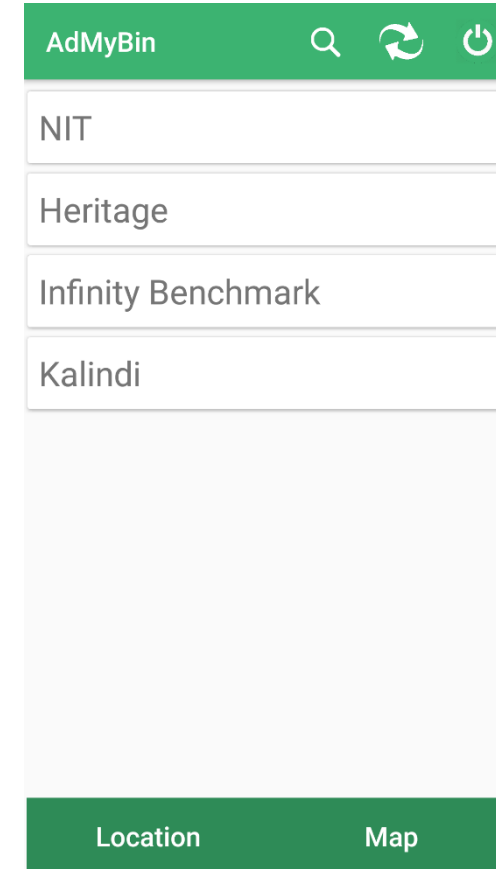 AdMyBin
NIT
Heritage
Infinity Benchmark
Kalindi
Location Map